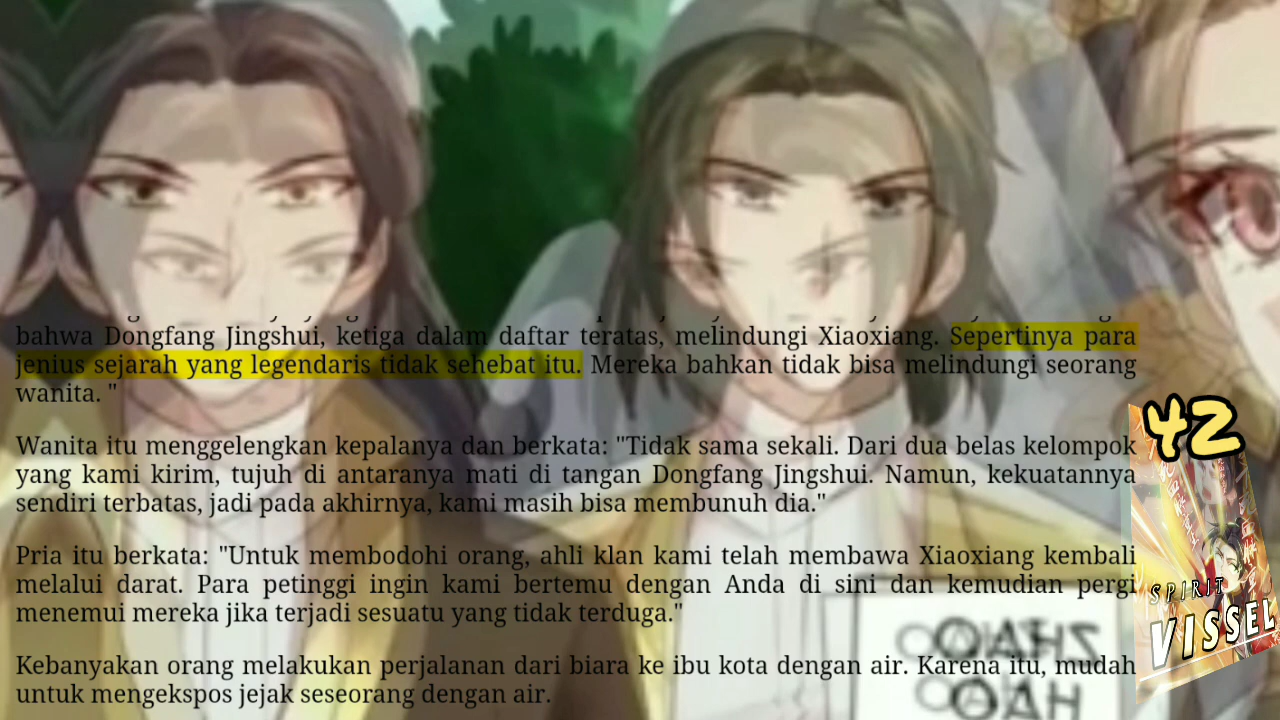 bahwa Dongfang Jingshui, ketiga dalam daftar teratas, melindungi Xiaoxiang. Sepertinya para
jenius sejarah yang legendaris tidak sehebat itu. Mereka bahkan tidak bisa melindungi seorang
wanita. "
Wanita itu menggelengkan kepalanya dan berkata: "Tidak sama sekali. Dari dua belas kelompok
yang kami kirim, tujuh di antaranya mati di tangan Dongfang Jingshui. Namun, kekuatannya
sendiri terbatas, jadi pada akhirnya, kami masih bisa membunuh dia."
Pria itu berkata: "Untuk membodohi orang, ahli klan kami telah membawa Xiaoxiang kembali
melalui darat. Para petinggi ingin kami bertemu dengan Anda di sini dan kemudian pergi
menemui mereka jika terjadi sesuatu yang tidak terduga."
Kebanyakan orang melakukan perjalanan dari biara ke ibu kota dengan air. Karena itu, mudah
untuk mengekspos jejak seseorang dengan air.
42
SPIRIT
VISSEL